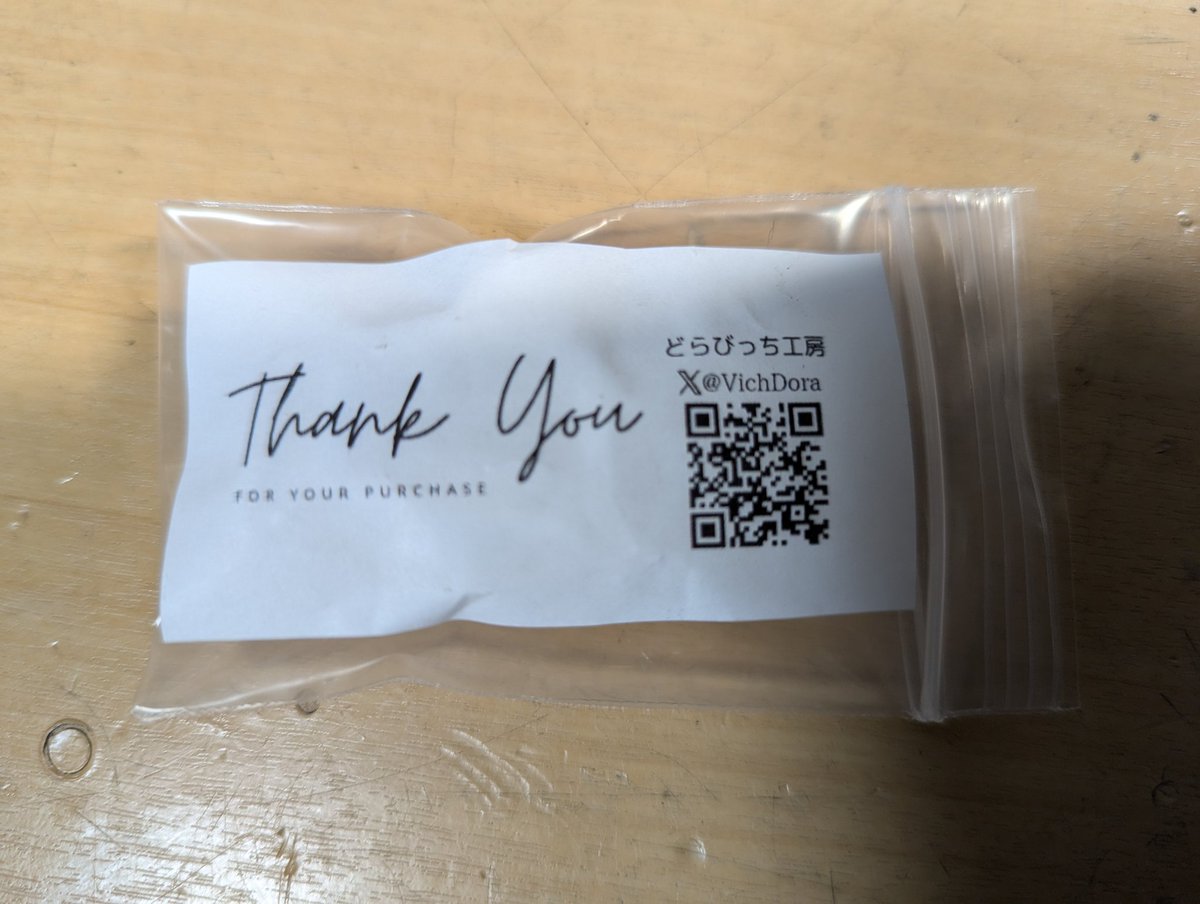 Thank You
FOR YOUR PURCHASE
どらびっち工房
𝕏@VichDora